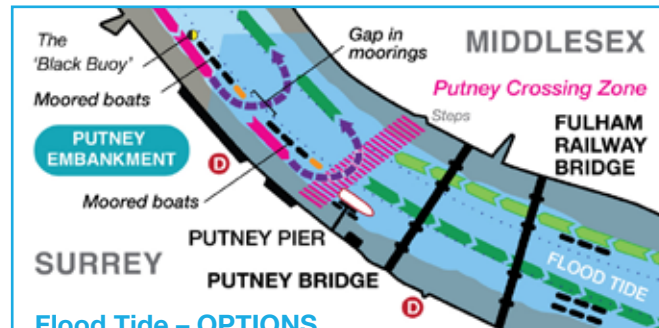 The
'Black Buoy'
Gap in
moorings
MIDDLESEX
Moored boats
Putney Crossing Zone
Steps
PUTNEY
EMBANKMENT
D
FULHAM
RAILWAY
BRIDGE
Moored boats
PUTNEY PIER
FLOOD TIDE
SURREY
PUTNEY BRIDGE
D
Flood Tide – OPTIONS